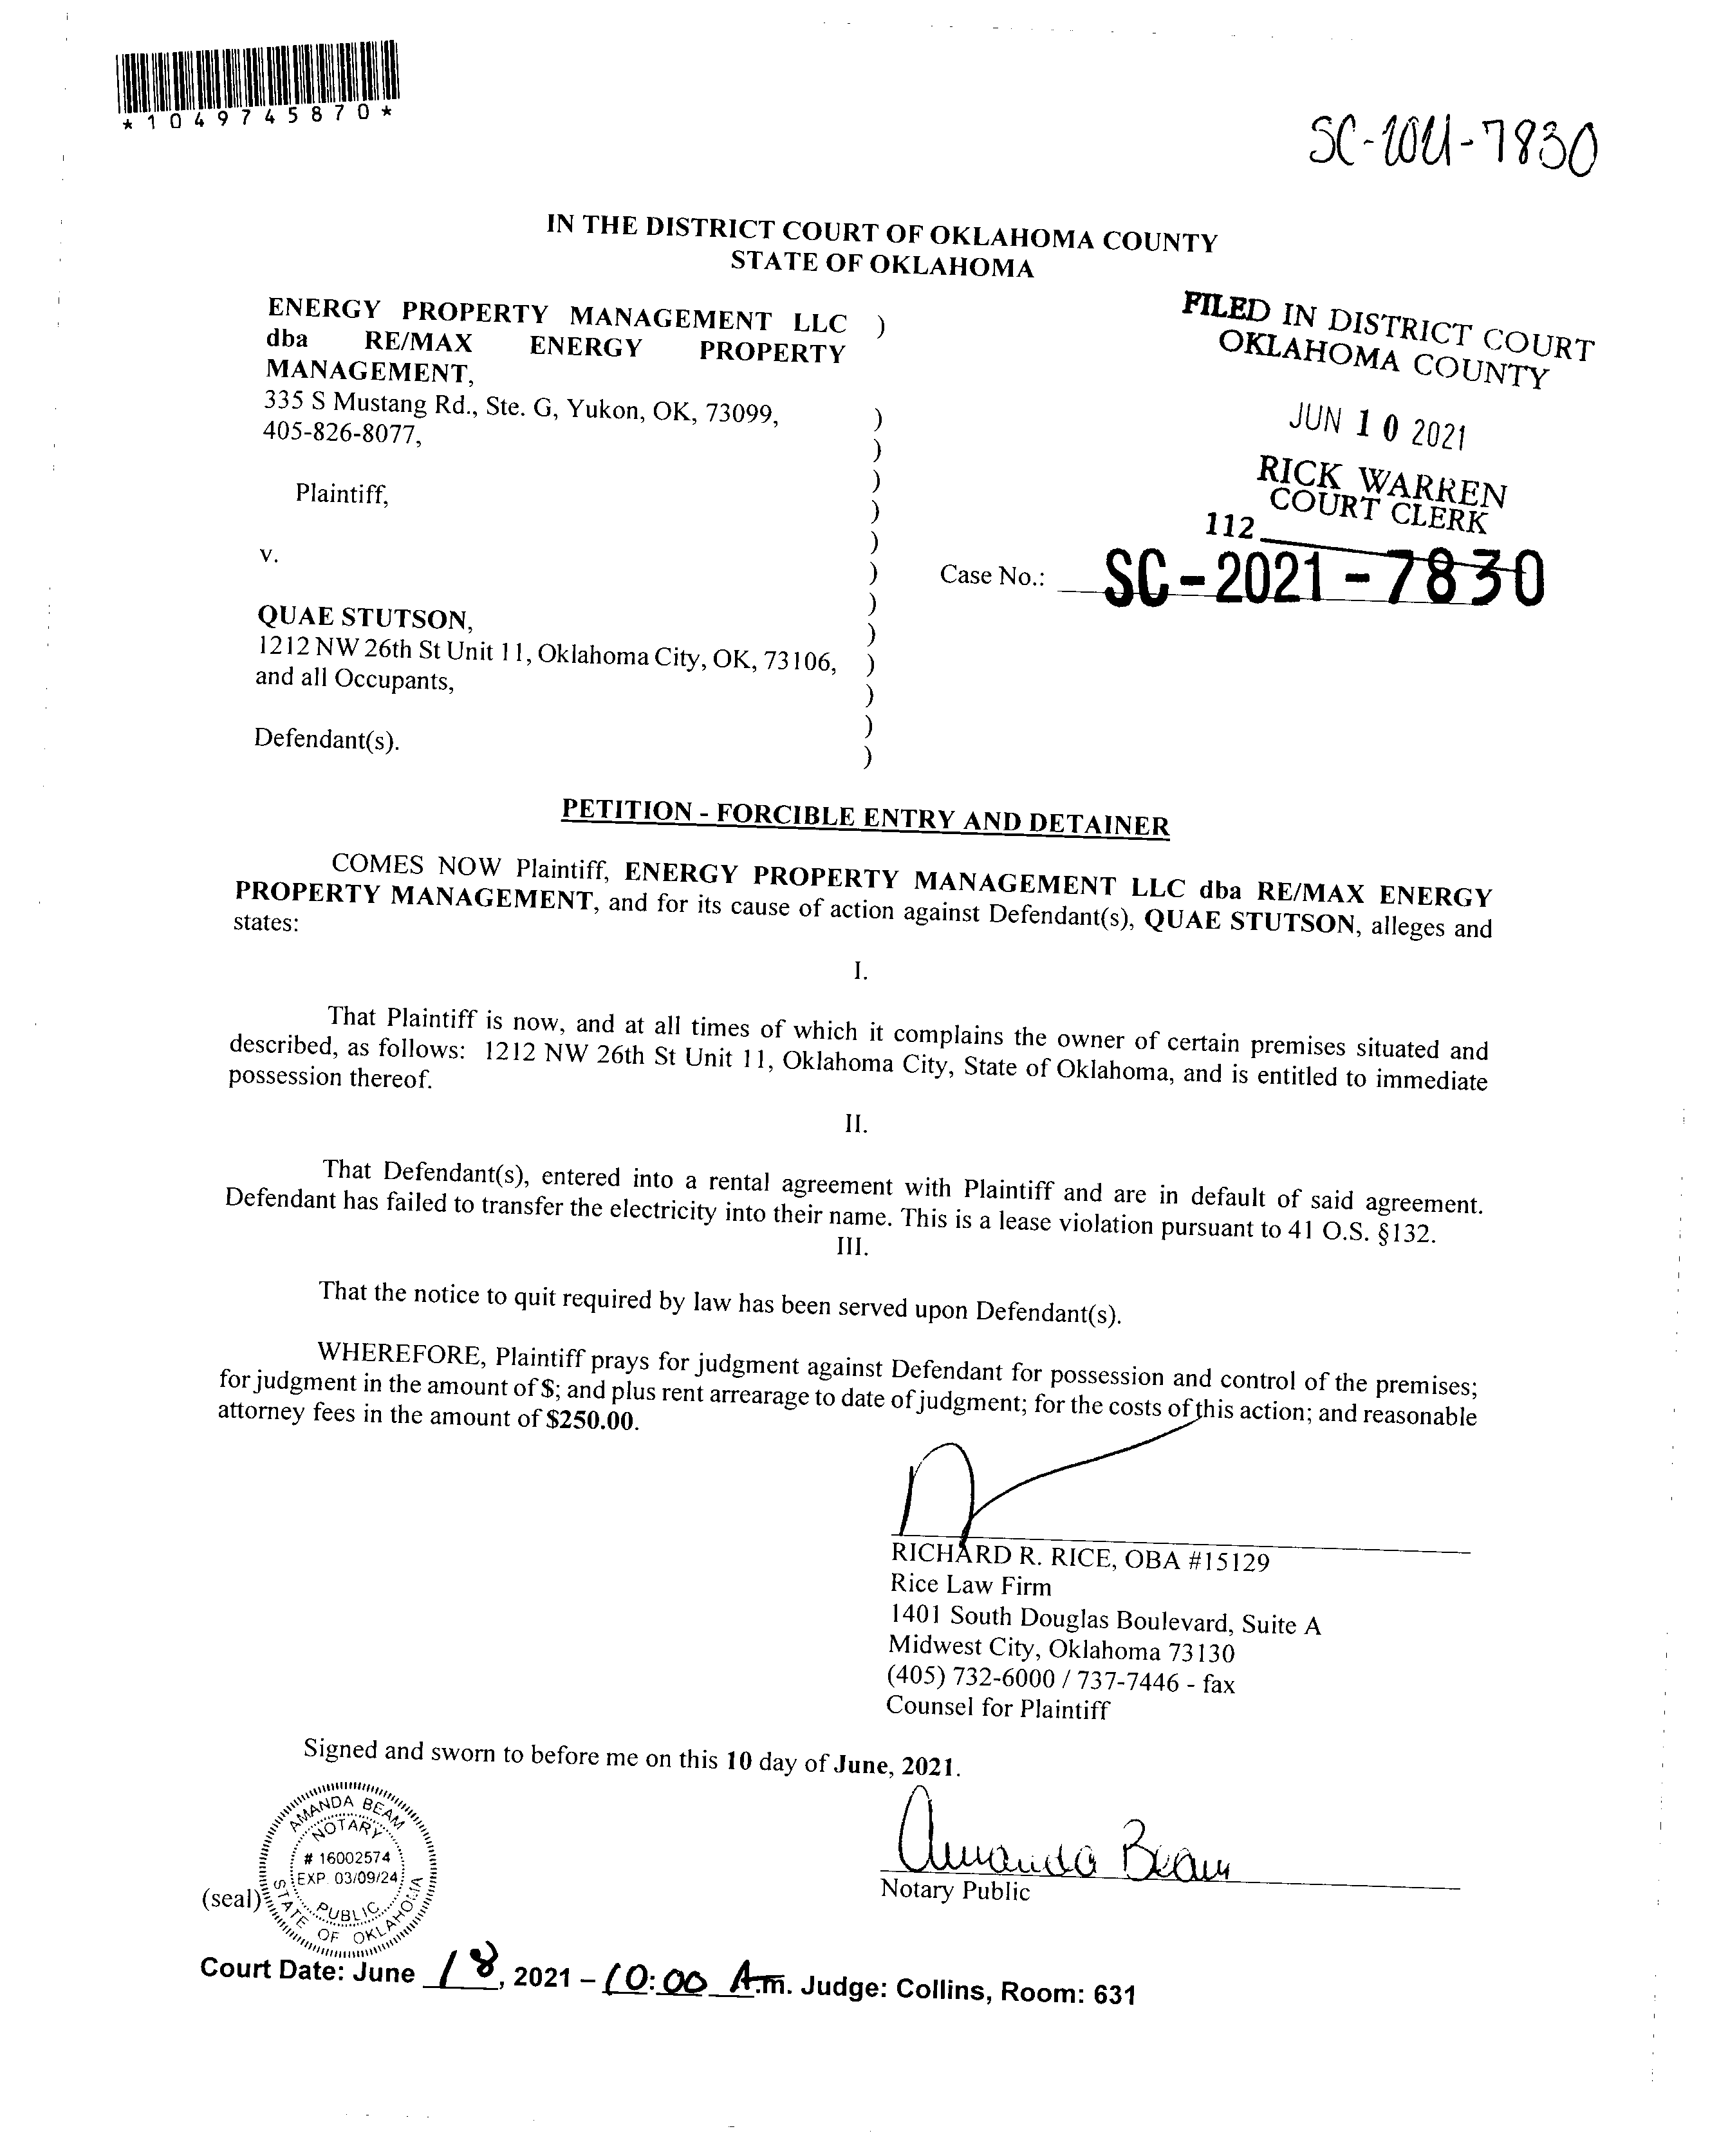 *1049745870*
SC-2021-7830
IN THE DISTRICT COURT OF OKLAHOMA COUNTY
STATE OF OKLAHOMA
ENERGY PROPERTY MANAGEMENT LLC )
dba RE/MAX ENERGY PROPERTY
MANAGEMENT,
335 S Mustang Rd., Ste. G, Yukon, OK, 73099, )
405-826-8077, )
)
Plaintiff, )
)
v. )
)
QUAE STUTSON, )
1212 NW 26th St Unit 11, Oklahoma City, OK, 73106, )
and all Occupants, )
)
Defendant(s). )
FILED IN DISTRICT COURT
OKLAHOMA COUNTY
JUN 10 2021
RICK WARREN
COURT CLERK
112
Case No.: SC-2021-7830
PETITION - FORCIBLE ENTRY AND DETAINER
COMES NOW Plaintiff, ENERGY PROPERTY MANAGEMENT LLC dba RE/MAX ENERGY
PROPERTY MANAGEMENT, and for its cause of action against Defendant(s), QUAE STUTSON, alleges and
states:
I.
That Plaintiff is now, and at all times of which it complains the owner of certain premises situated and
described, as follows: 1212 NW 26th St Unit 11, Oklahoma City, State of Oklahoma, and is entitled to immediate
possession thereof.
II.
That Defendant(s), entered into a rental agreement with Plaintiff and are in default of said agreement.
Defendant has failed to transfer the electricity into their name. This is a lease violation pursuant to 41 O.S. §132.
III.
That the notice to quit required by law has been served upon Defendant(s).
WHEREFORE, Plaintiff prays for judgment against Defendant for possession and control of the premises;
for judgment in the amount of $; and plus rent arrearage to date of judgment; for the costs of this action; and reasonable
attorney fees in the amount of $250.00.
RICHARD R. RICE, OBA #15129
Rice Law Firm
1401 South Douglas Boulevard, Suite A
Midwest City, Oklahoma 73130
(405) 732-6000 / 737-7446 - fax
Counsel for Plaintiff
Signed and sworn to before me on this 10 day of June, 2021.
AMANDA BEAM
NOTARY
# 16002574
EXP. 03/09/24
PUBLIC
STATE OF OKLAHOMA
(seal)
Amanda Beam
Notary Public
Court Date: June 18, 2021 – 10:00 A.m. Judge: Collins, Room: 631